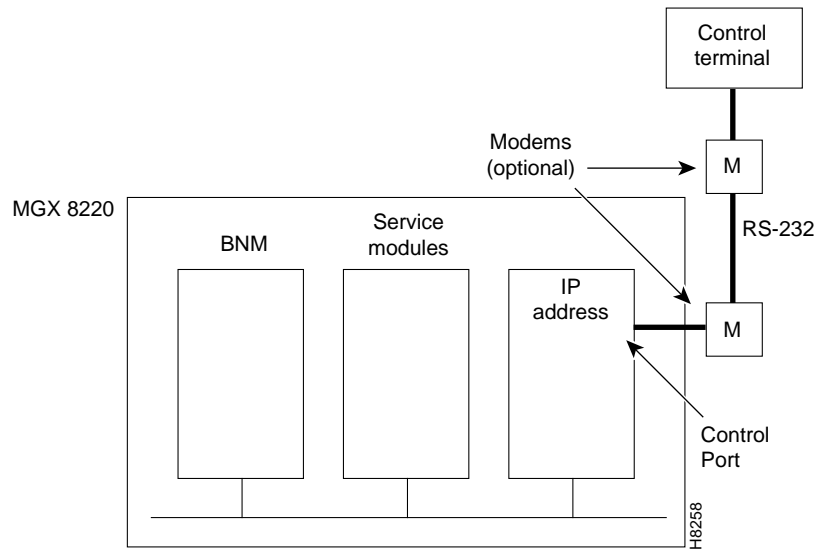 Control
terminal
Modems
(optional)
M
MGX 8220
RS-232
BNM
Service
modules
IP
address
M
Control
Port
H8258